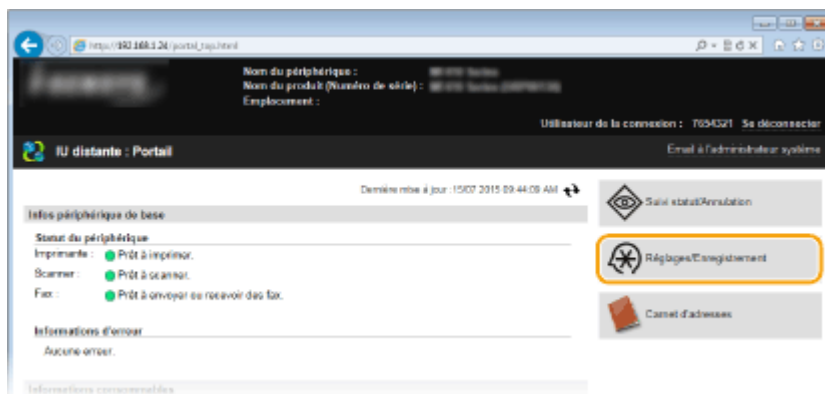 http://192.168.1.24/portal_top.html
Nom du périphérique :
Nom du produit (Numéro de série) :
Emplacement :
Utilisateur de la connexion : 7654321 Se déconnecter
IU distante : Portail
Email à l'administrateur système
Dernière mise à jour :15/07 2015 09:44:09 AM
Infos périphérique de base
Statut du périphérique
Imprimante : Prêt à imprimer.
Scanner : Prêt à scanner.
Fax : Prêt à envoyer ou recevoir des fax.
Informations d'erreur
Aucune erreur.
Informations consommables
Suivi statut/Annulation
Réglages/Enregistrement
Carnet d'adresses